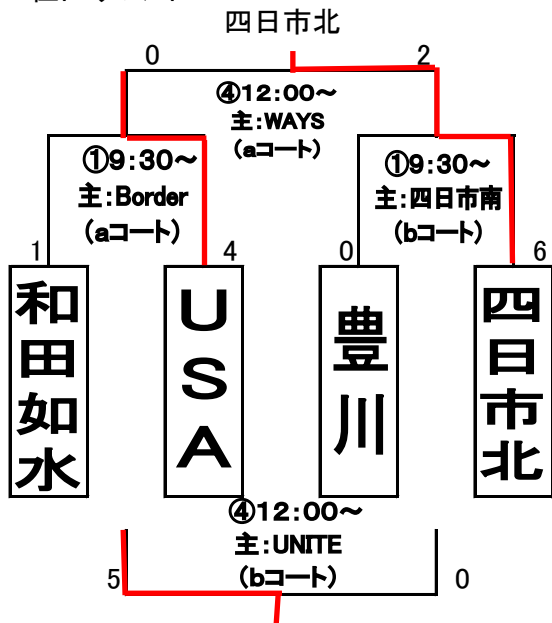 四日市北
0 2
④12:00～
主:WAYS
(aコート)
①9:30～
主:Border
(aコート)
①9:30～
主:四日市南
(bコート)
1 4 0 6
和田如水
USA
豊川
四日市北
④12:00～
主:UNITE
(bコート)
5 0